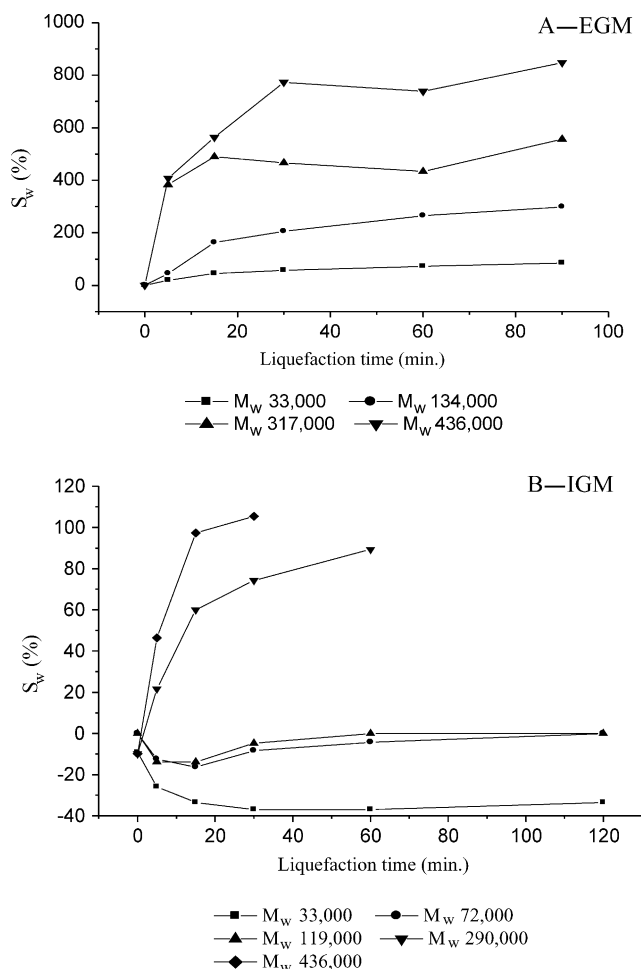 A—EGM
1000
800
600
400
200
0
S_w (%)
0 20 40 60 80 100
Liquefaction time (min.)
M_w 33,000 M_w 134,000
M_w 317,000 M_w 436,000
B—IGM
120
100
80
60
40
20
0
-20
-40
S_w (%)
0 20 40 60 80 100 120
Liquefaction time (min.)
M_w 33,000 M_w 72,000
M_w 119,000 M_w 290,000
M_w 436,000